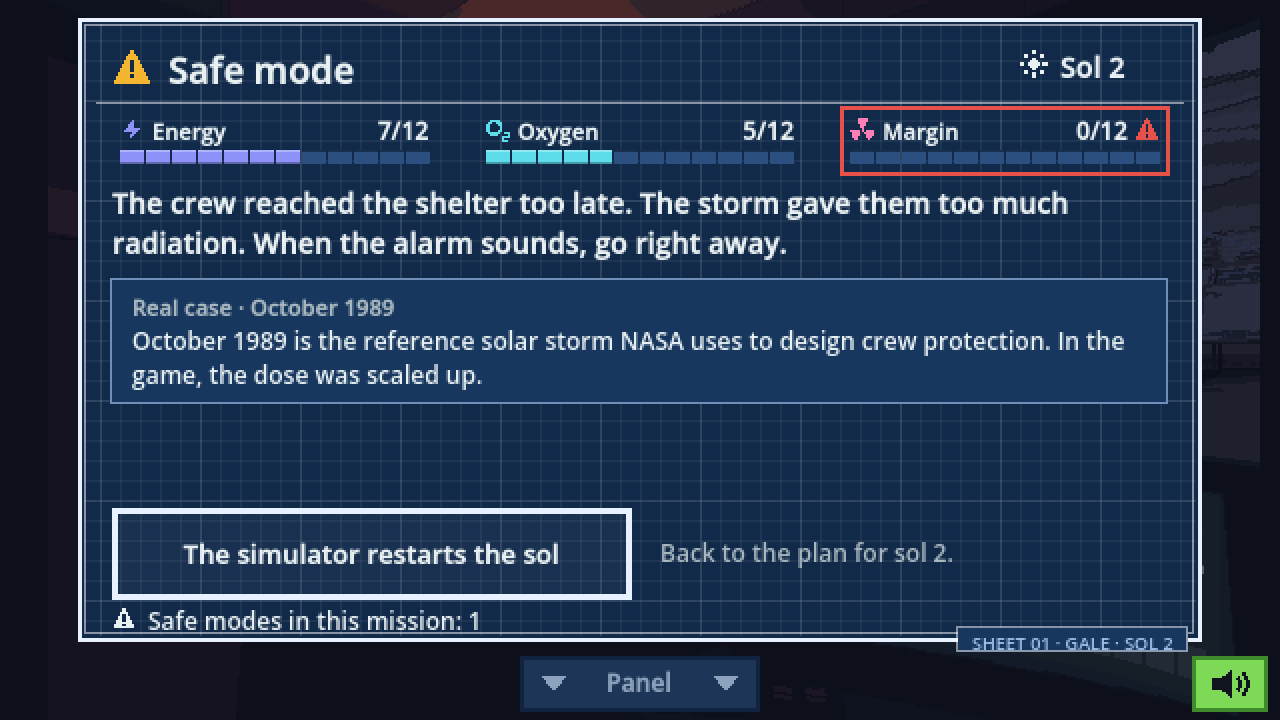 Safe mode
Sol 2
Energy 7/12
O₂ Oxygen 5/12
Margin 0/12
The crew reached the shelter too late. The storm gave them too much
radiation. When the alarm sounds, go right away.
Real case · October 1989
October 1989 is the reference solar storm NASA uses to design crew protection. In the
game, the dose was scaled up.
The simulator restarts the sol
Back to the plan for sol 2.
Safe modes in this mission: 1
SHEET 01 · GALE · SOL 2
Panel